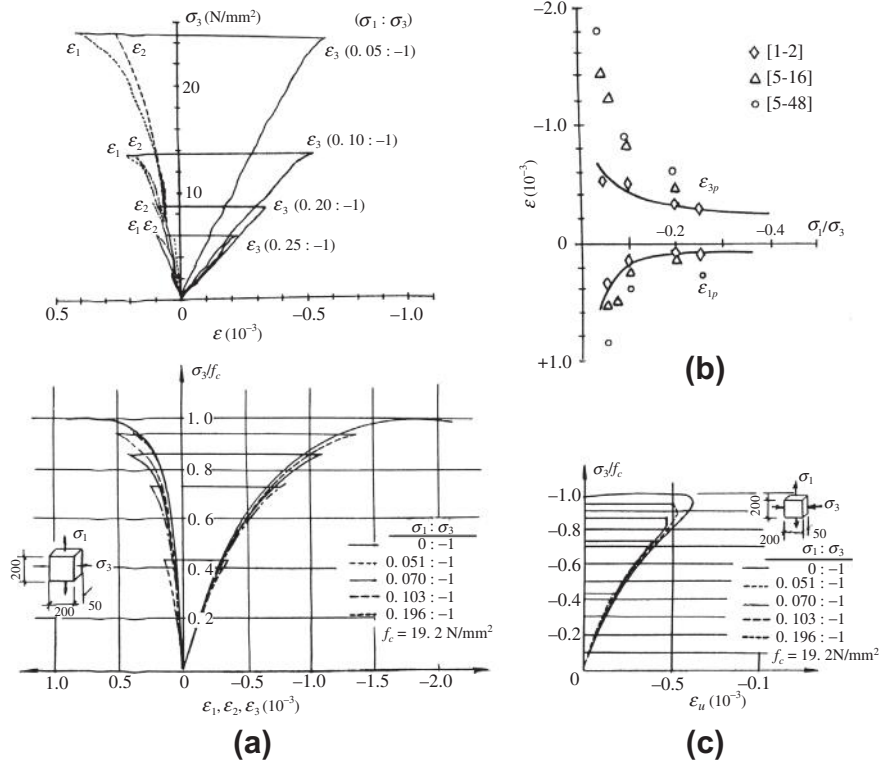 σ₃ (N/mm²)
(σ₁ : σ₃)
ε₁
ε₂
ε₃ (0. 05 : –1)
20
ε₁
ε₂
ε₃ (0. 10 : –1)
10
ε₂
ε₃ (0. 20 : –1)
ε₁
ε₂
ε₃ (0. 25 : –1)
0.5
0
–0.5
–1.0
ε (10⁻³)
σ₃/f꜀
1. 0
0.8
0.6
0.4
0.2
σ₁
σ₃
200
200
50
σ₁ : σ₃
0 : –1
0. 051 : –1
0. 070 : –1
0. 103 : –1
0. 196 : –1
f꜀ = 19. 2 N/mm²
1.0
0.5
0
–0.5
–1.0
–1.5
–2.0
ε₁, ε₂, ε₃ (10⁻³)
(a)
–2.0
[1-2]
[5-16]
[5-48]
–1.0
ε (10⁻³)
ε₃ₚ
–0.2
–0.4
σ₁/σ₃
0
ε₁ₚ
+1.0
(b)
σ₃/f꜀
–1.0
–0.8
–0.6
–0.4
–0.2
σ₁
σ₃
200
200
50
σ₁ : σ₃
0 : –1
0. 051 : –1
0. 070 : –1
0. 103 : –1
0. 196 : –1
f꜀ = 19. 2N/mm²
0
–0.5
–0.1
εᵤ (10⁻³)
(c)